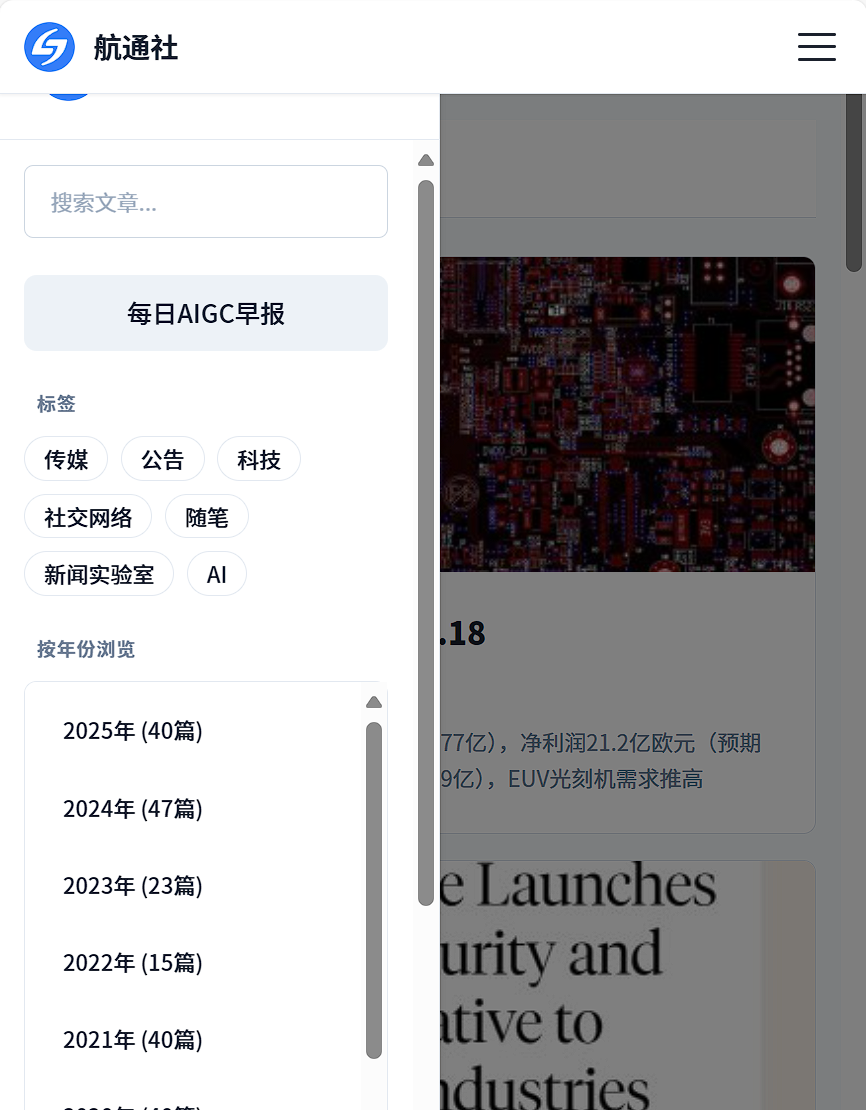 航通社
搜索文章...
每日AIGC早报
标签
传媒
公告
科技
社交网络
随笔
新闻实验室
AI
按年份浏览
2025年 (40篇)
2024年 (47篇)
2023年 (23篇)
2022年 (15篇)
2021年 (40篇)
.18
77亿），净利润21.2亿欧元（预期
9亿），EUV光刻机需求推高
e Launches
urity and
ative to
ndustries